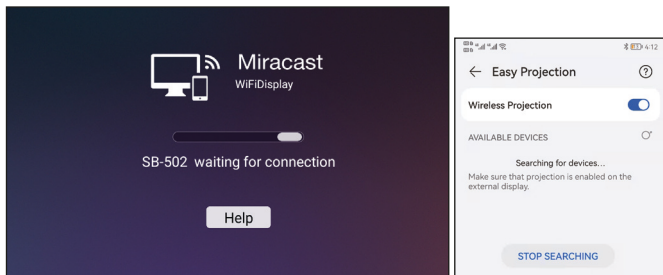 Miracast
WiFiDisplay
SB-502 waiting for connection
Help
4:12
Easy Projection
Wireless Projection
AVAILABLE DEVICES
Searching for devices...
Make sure that projection is enabled on the
external display.
STOP SEARCHING